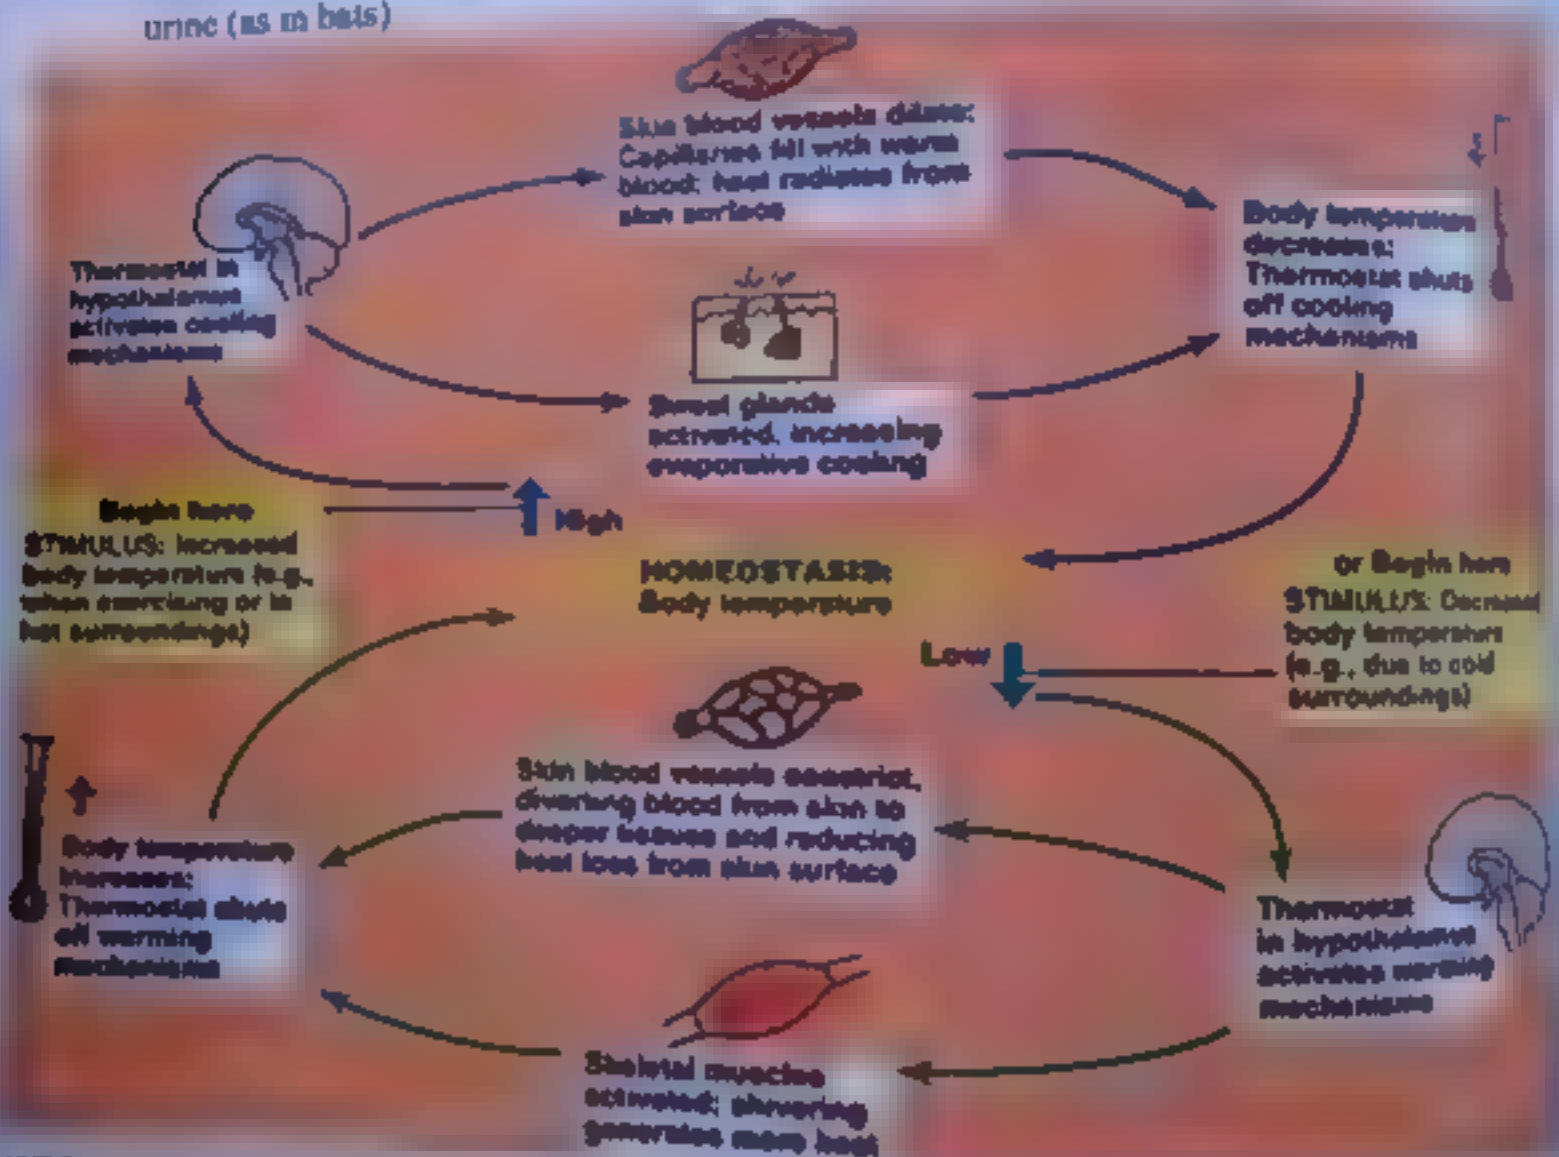 urine (as in bats)
Skin blood vessels dilate:
Capillaries fill with warm
blood; heat radiates from
skin surface
Thermostat in
hypothalamus
activates cooling
mechanisms
Body temperature
decreases;
Thermostat shuts
off cooling
mechanisms
Sweat glands
activated, increasing
evaporative cooling
Begin here
STIMULUS: Increased
body temperature (e.g.,
when exercising or in
hot surroundings)
High
HOMEOSTASIS:
Body temperature
or Begin here
STIMULUS: Decreased
body temperature
(e.g., due to cold
surroundings)
Low
Skin blood vessels constrict,
diverting blood from skin to
deeper tissues and reducing
heat loss from skin surface
Body temperature
increases;
Thermostat shuts
off warming
mechanisms
Thermostat
in hypothalamus
activates warming
mechanisms
Skeletal muscles
activated; shivering
generates more heat